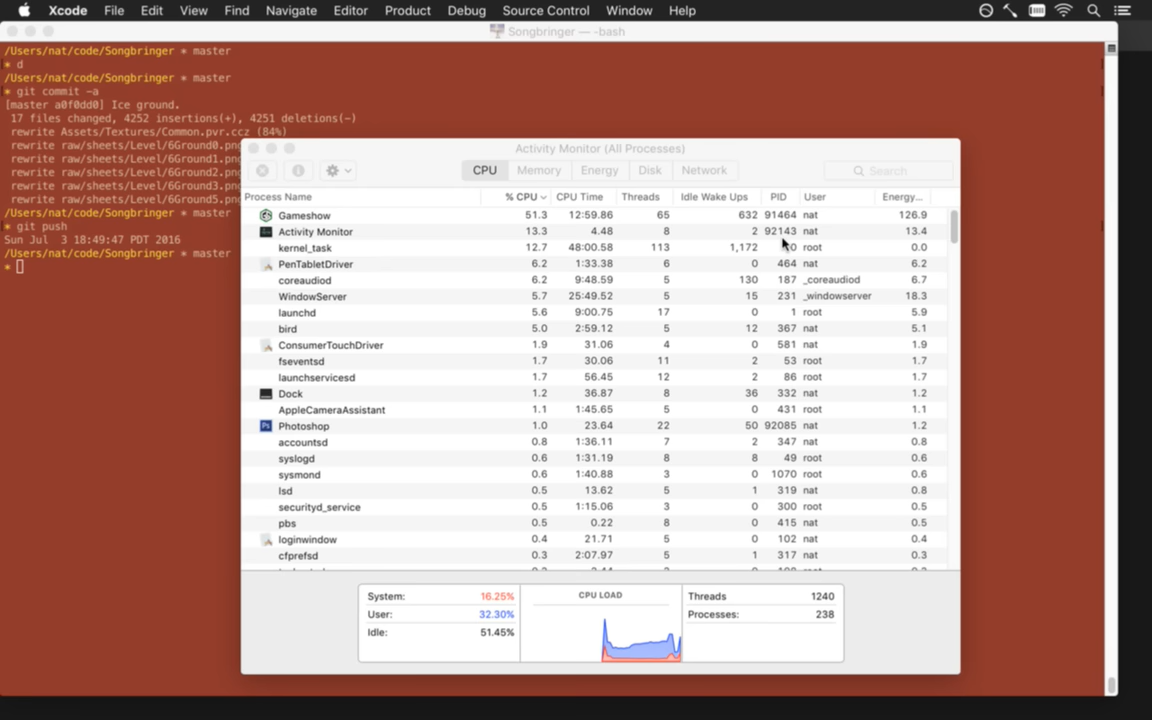 Xcode File Edit View Find Navigate Editor Product Debug Source Control Window Help
Songbringer — -bash
/Users/nat/code/Songbringer * master
* d
/Users/nat/code/Songbringer * master
* git commit -a
[master a0f0dd0] Ice ground.
17 files changed, 4252 insertions(+), 4251 deletions(-)
rewrite Assets/Textures/Common.pvr.ccz (84%)
rewrite raw/sheets/Level/6Ground0.png
rewrite raw/sheets/Level/6Ground1.png
rewrite raw/sheets/Level/6Ground2.png
rewrite raw/sheets/Level/6Ground3.png
rewrite raw/sheets/Level/6Ground5.png
/Users/nat/code/Songbringer * master
* git push
Sun Jul 3 18:49:47 PDT 2016
/Users/nat/code/Songbringer * master
*
Activity Monitor (All Processes)
CPU Memory Energy Disk Network Search
Process Name % CPU CPU Time Threads Idle Wake Ups PID User Energy...
Gameshow 51.3 12:59.86 65 632 91464 nat 126.9
Activity Monitor 13.3 4.48 8 2 92143 nat 13.4
kernel_task 12.7 48:00.58 113 1,172 0 root 0.0
PenTabletDriver 6.2 1:33.38 6 0 464 nat 6.2
coreaudiod 6.2 9:48.59 5 130 187 _coreaudiod 6.7
WindowServer 5.7 25:49.52 5 15 231 _windowserver 18.3
launchd 5.6 9:00.75 17 0 1 root 5.9
bird 5.0 2:59.12 5 12 367 nat 5.1
ConsumerTouchDriver 1.9 31.06 4 0 581 nat 1.9
fseventsd 1.7 30.06 11 2 53 root 1.7
launchservicesd 1.7 56.45 12 2 86 root 1.7
Dock 1.2 36.87 8 36 332 nat 1.2
AppleCameraAssistant 1.1 1:45.65 5 0 431 root 1.1
Ps Photoshop 1.0 23.64 22 50 92085 nat 1.2
accountsd 0.8 1:36.11 7 2 347 nat 0.8
syslogd 0.6 1:31.19 8 8 49 root 0.6
sysmond 0.6 1:40.88 3 0 1070 root 0.6
lsd 0.5 13.62 5 1 319 nat 0.8
securityd_service 0.5 1:15.06 3 0 300 root 0.5
pbs 0.5 0.22 8 0 415 nat 0.5
loginwindow 0.4 21.71 5 0 102 nat 0.4
cfprefsd 0.3 2:07.97 5 1 317 nat 0.3
System: 16.25%
User: 32.30%
Idle: 51.45%
CPU LOAD
Threads 1240
Processes: 238